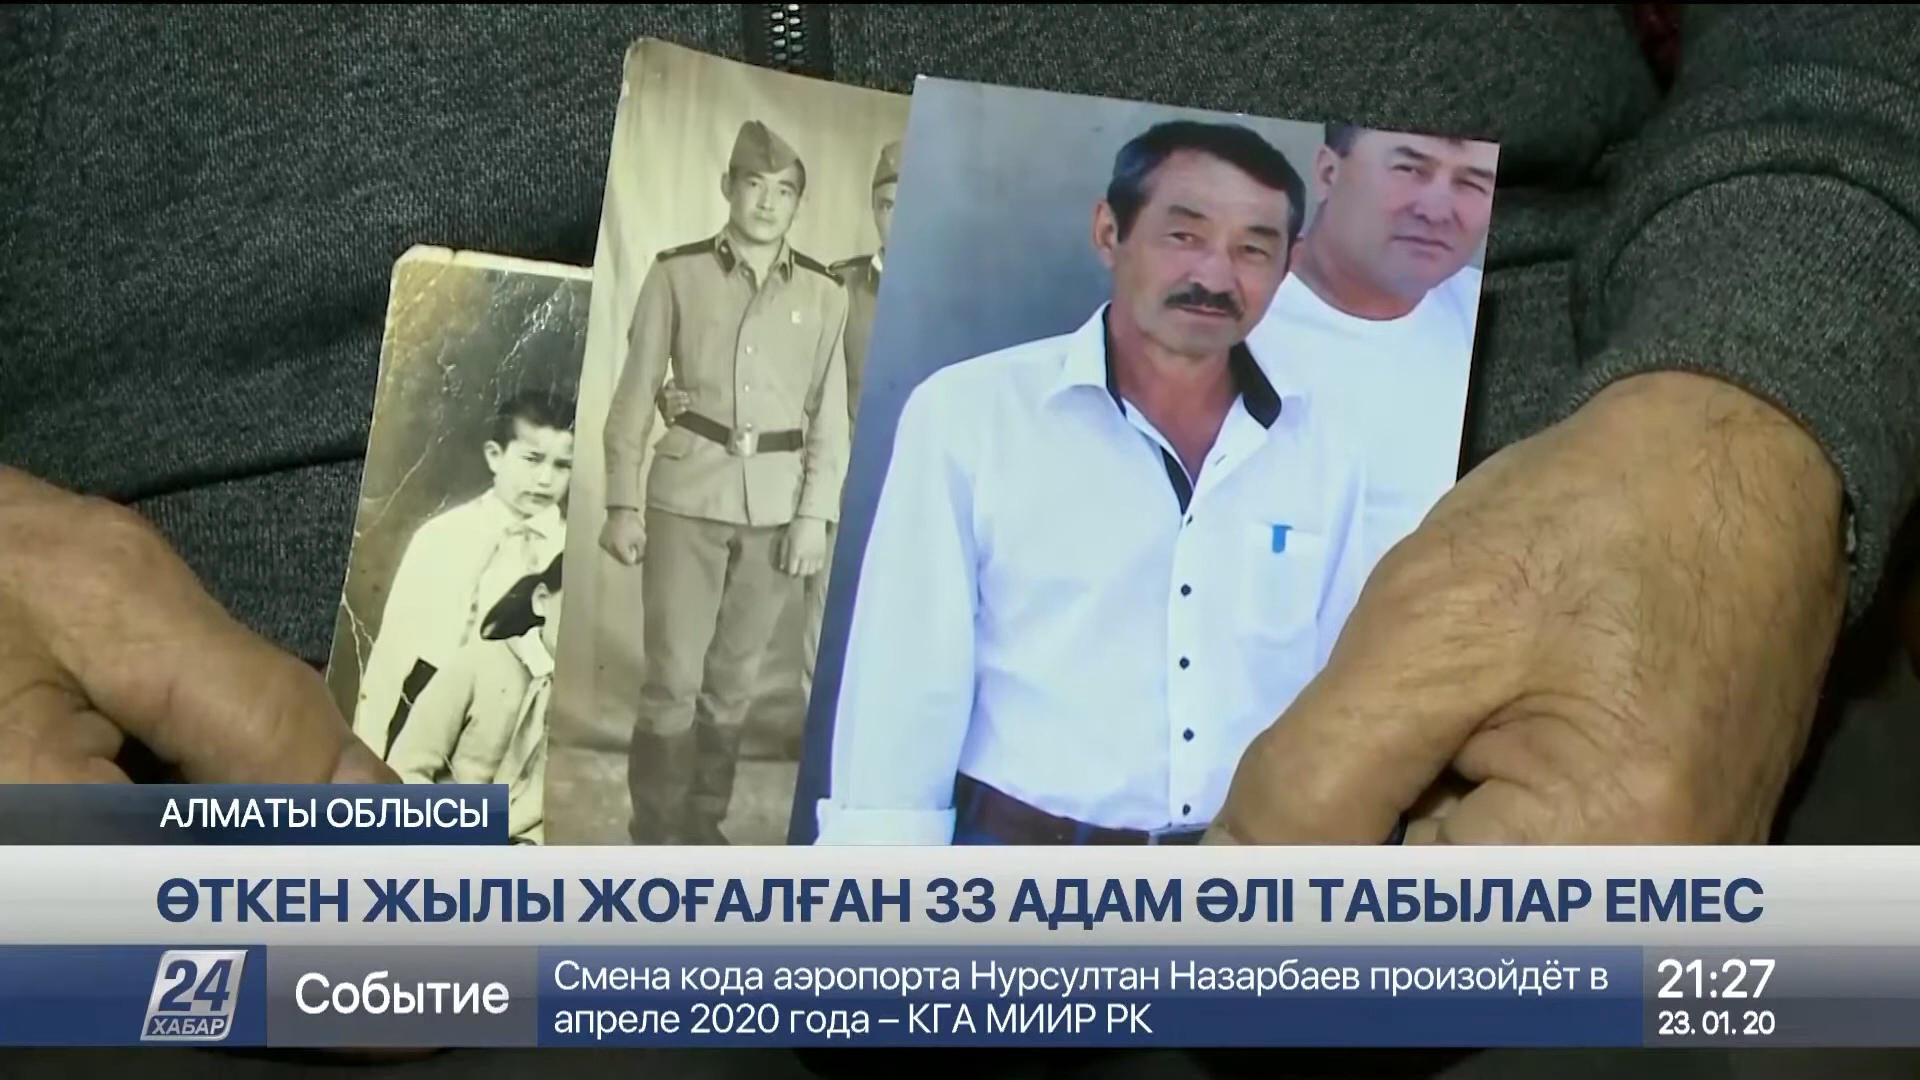 АЛМАТЫ ОБЛЫСЫ
ӨТКЕН ЖЫЛЫ ЖОҒАЛҒАН 33 АДАМ ӘЛІ ТАБЫЛАР ЕМЕС
24
ХАБАР
Событие
Смена кода аэропорта Нурсултан Назарбаев произойдёт в
апреле 2020 года – КГА МИИР РК
21:27
23. 01. 20